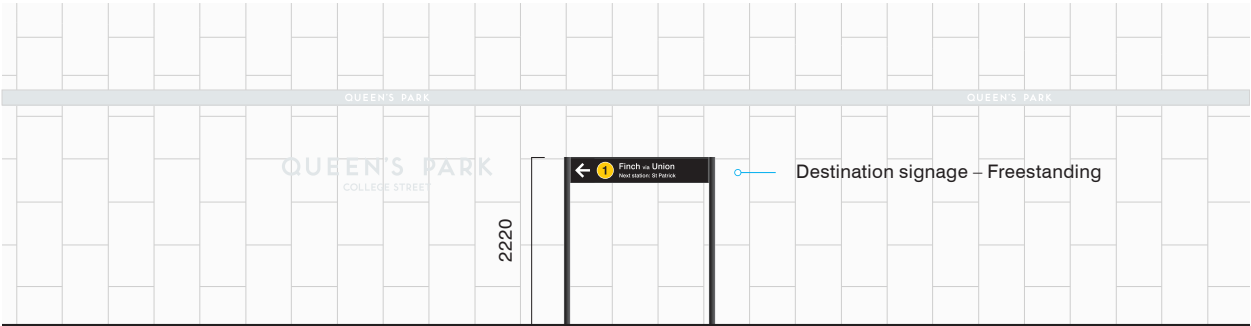 QUEEN'S PARK
QUEEN'S PARK
QUEEN'S PARK
COLLEGE STREET
1
Finch via Union
Next station: St Patrick
Destination signage – Freestanding
2220